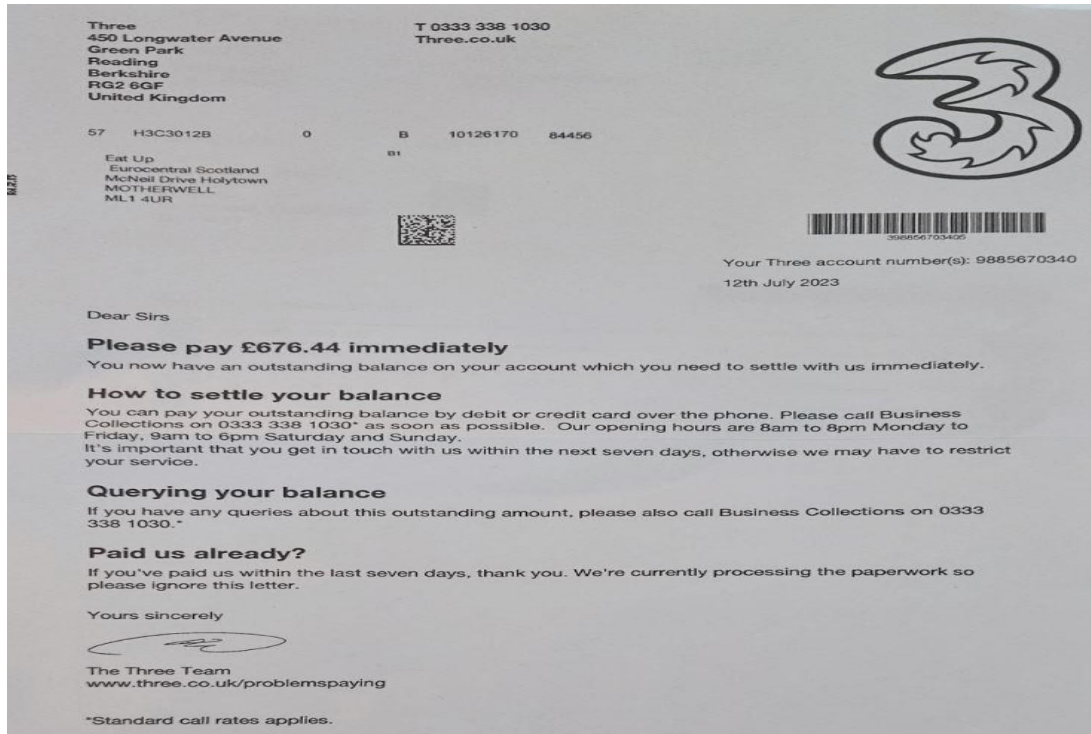 Three
450 Longwater Avenue
Green Park
Reading
Berkshire
RG2 6GF
United Kingdom
T 0333 338 1030
Three.co.uk
57 H3C3012B 0 B 10126170 84456
B1
Eat Up
Eurocentral Scotland
McNeil Drive Holytown
MOTHERWELL
ML1 4UR
398856703405
Your Three account number(s): 9885670340
12th July 2023
Dear Sirs
Please pay £676.44 immediately
You now have an outstanding balance on your account which you need to settle with us immediately.
How to settle your balance
You can pay your outstanding balance by debit or credit card over the phone. Please call Business
Collections on 0333 338 1030* as soon as possible. Our opening hours are 8am to 8pm Monday to
Friday, 9am to 6pm Saturday and Sunday.
It's important that you get in touch with us within the next seven days, otherwise we may have to restrict
your service.
Querying your balance
If you have any queries about this outstanding amount, please also call Business Collections on 0333
338 1030.*
Paid us already?
If you've paid us within the last seven days, thank you. We're currently processing the paperwork so
please ignore this letter.
Yours sincerely
The Three Team
www.three.co.uk/problemspaying
*Standard call rates applies.